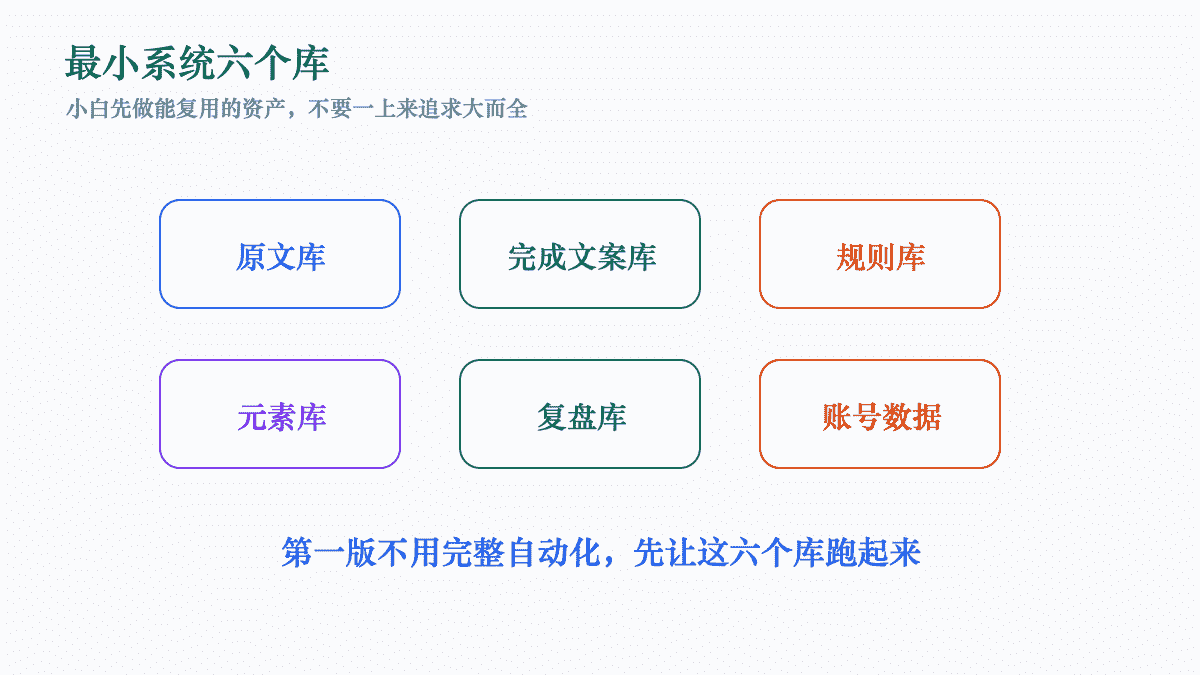 最小系统六个库
小白先做能复用的资产，不要一上来追求大而全
原文库
完成文案库
规则库
元素库
复盘库
账号数据
第一版不用完整自动化，先让这六个库跑起来